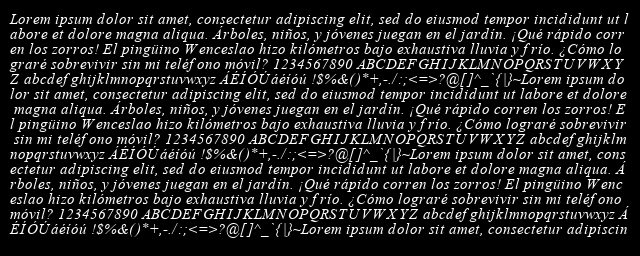 Lorem ipsum dolor sit amet, consectetur adipiscing elit, sed do eiusmod tempor incididunt ut l
abore et dolore magna aliqua. Árboles, niños, y jóvenes juegan en el jardín. ¡Qué rápido corr
en los zorros! El pingüino Wenceslao hizo kilómetros bajo exhaustiva lluvia y frío. ¿Cómo lo
graré sobrevivir sin mi teléfono móvil? 1234567890 ABCDEFGHIJKLMNOPQRSTUVWXY
Z abcdefghijklmnopqrstuvwxyz ÁÉÍÓÚáéíóú !$%&()*+,-./:;<=>?@[]^_`{|}~Lorem ipsum do
lor sit amet, consectetur adipiscing elit, sed do eiusmod tempor incididunt ut labore et dolore
magna aliqua. Árboles, niños, y jóvenes juegan en el jardín. ¡Qué rápido corren los zorros! E
l pingüino Wenceslao hizo kilómetros bajo exhaustiva lluvia y frío. ¿Cómo lograré sobrevivir
sin mi teléfono móvil? 1234567890 ABCDEFGHIJKLMNOPQRSTUVWXYZ abcdefghijklm
nopqrstuvwxyz ÁÉÍÓÚáéíóú !$%&()*+,-./:;<=>?@[]^_`{|}~Lorem ipsum dolor sit amet, cons
ectetur adipiscing elit, sed do eiusmod tempor incididunt ut labore et dolore magna aliqua. Á
rboles, niños, y jóvenes juegan en el jardín. ¡Qué rápido corren los zorros! El pingüino Wenc
eslao hizo kilómetros bajo exhaustiva lluvia y frío. ¿Cómo lograré sobrevivir sin mi teléfono
móvil? 1234567890 ABCDEFGHIJKLMNOPQRSTUVWXYZ abcdefghijklmnopqrstuvwxyz Á
ÉÍÓÚáéíóú !$%&()*+,-./:;<=>?@[]^_`{|}~Lorem ipsum dolor sit amet, consectetur adipiscin